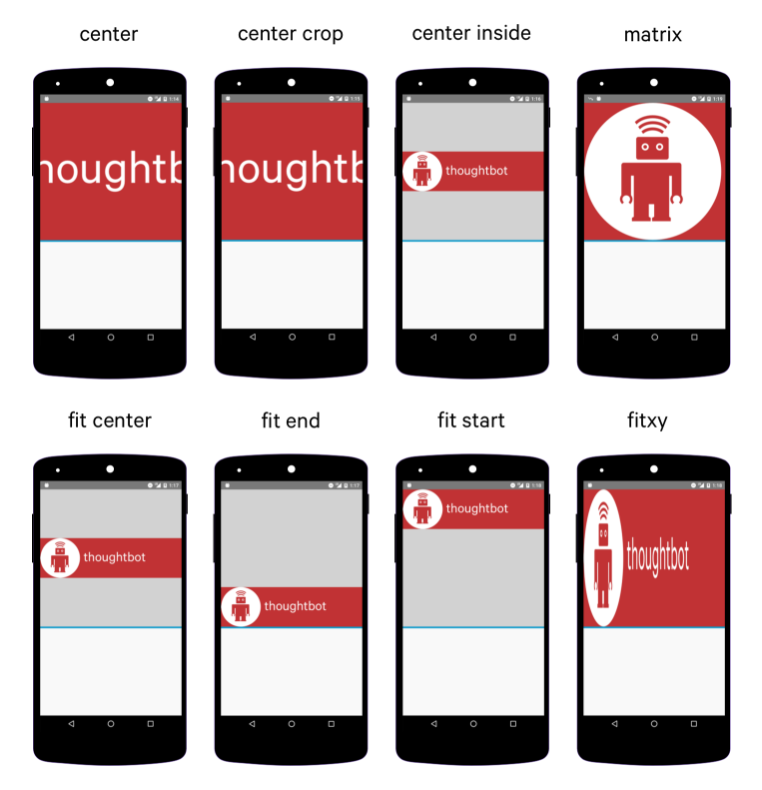 center
center crop
center inside
matrix
houghtb
houghtb
thoughtbot
fit center
fit end
fit start
fitxy
thoughtbot
thoughtbot
thoughtbot
thoughtbot